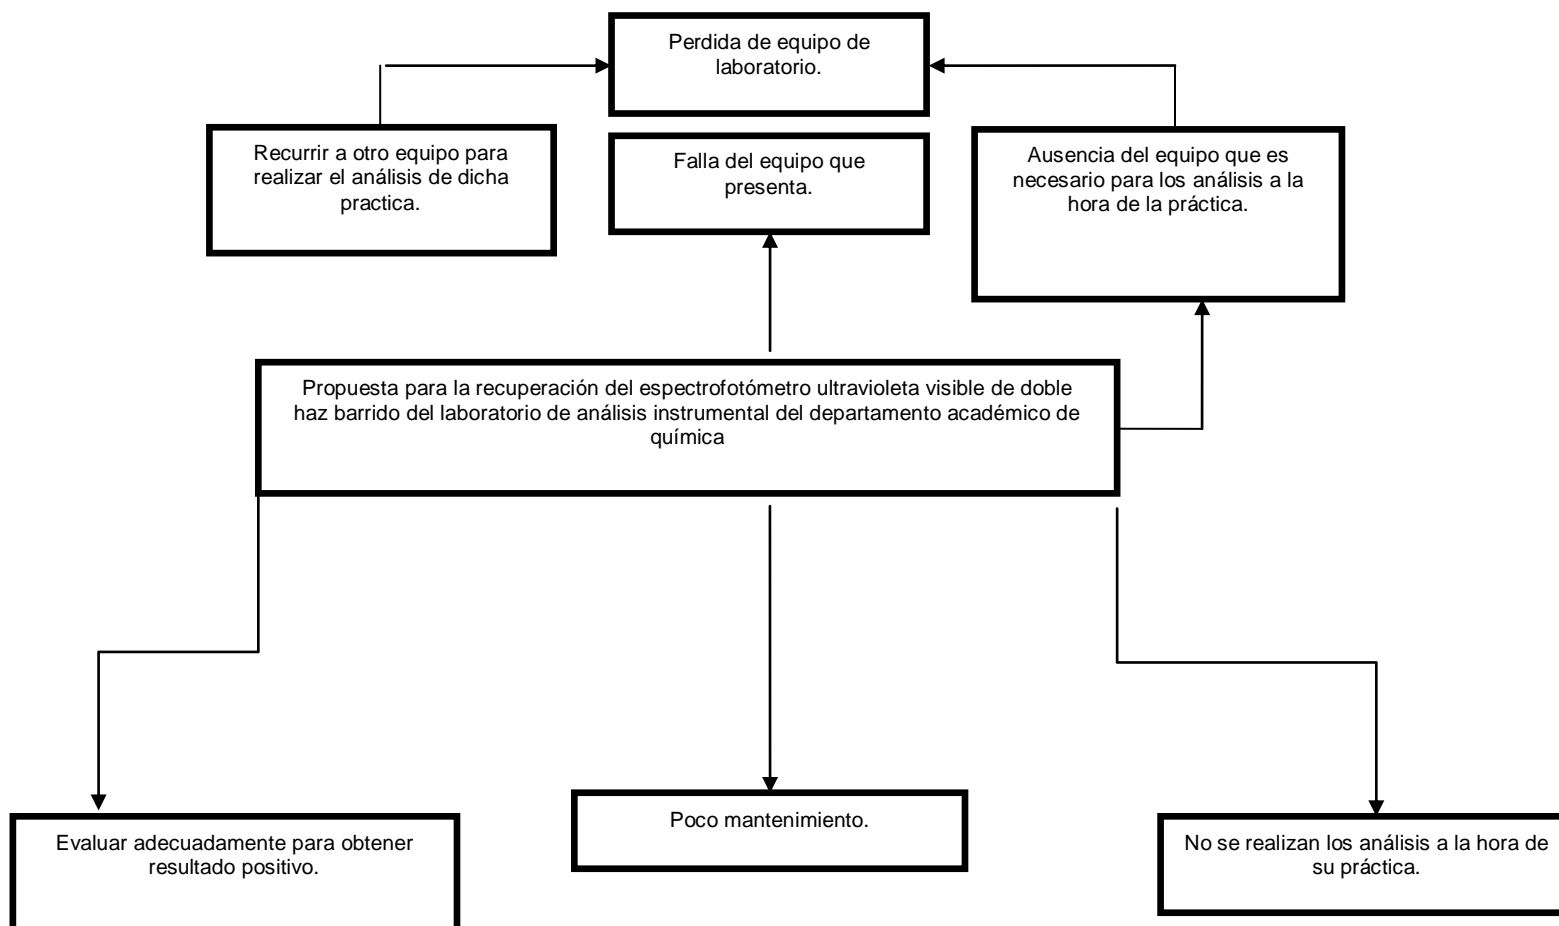 Perdida de equipo de
laboratorio.
Recurrir a otro equipo para
realizar el análisis de dicha
practica.
Falla del equipo que
presenta.
Ausencia del equipo que es
necesario para los análisis a la
hora de la práctica.
Propuesta para la recuperación del espectrofotómetro ultravioleta visible de doble
haz barrido del laboratorio de análisis instrumental del departamento académico de
química
Evaluar adecuadamente para obtener
resultado positivo.
Poco mantenimiento.
No se realizan los análisis a la hora de
su práctica.